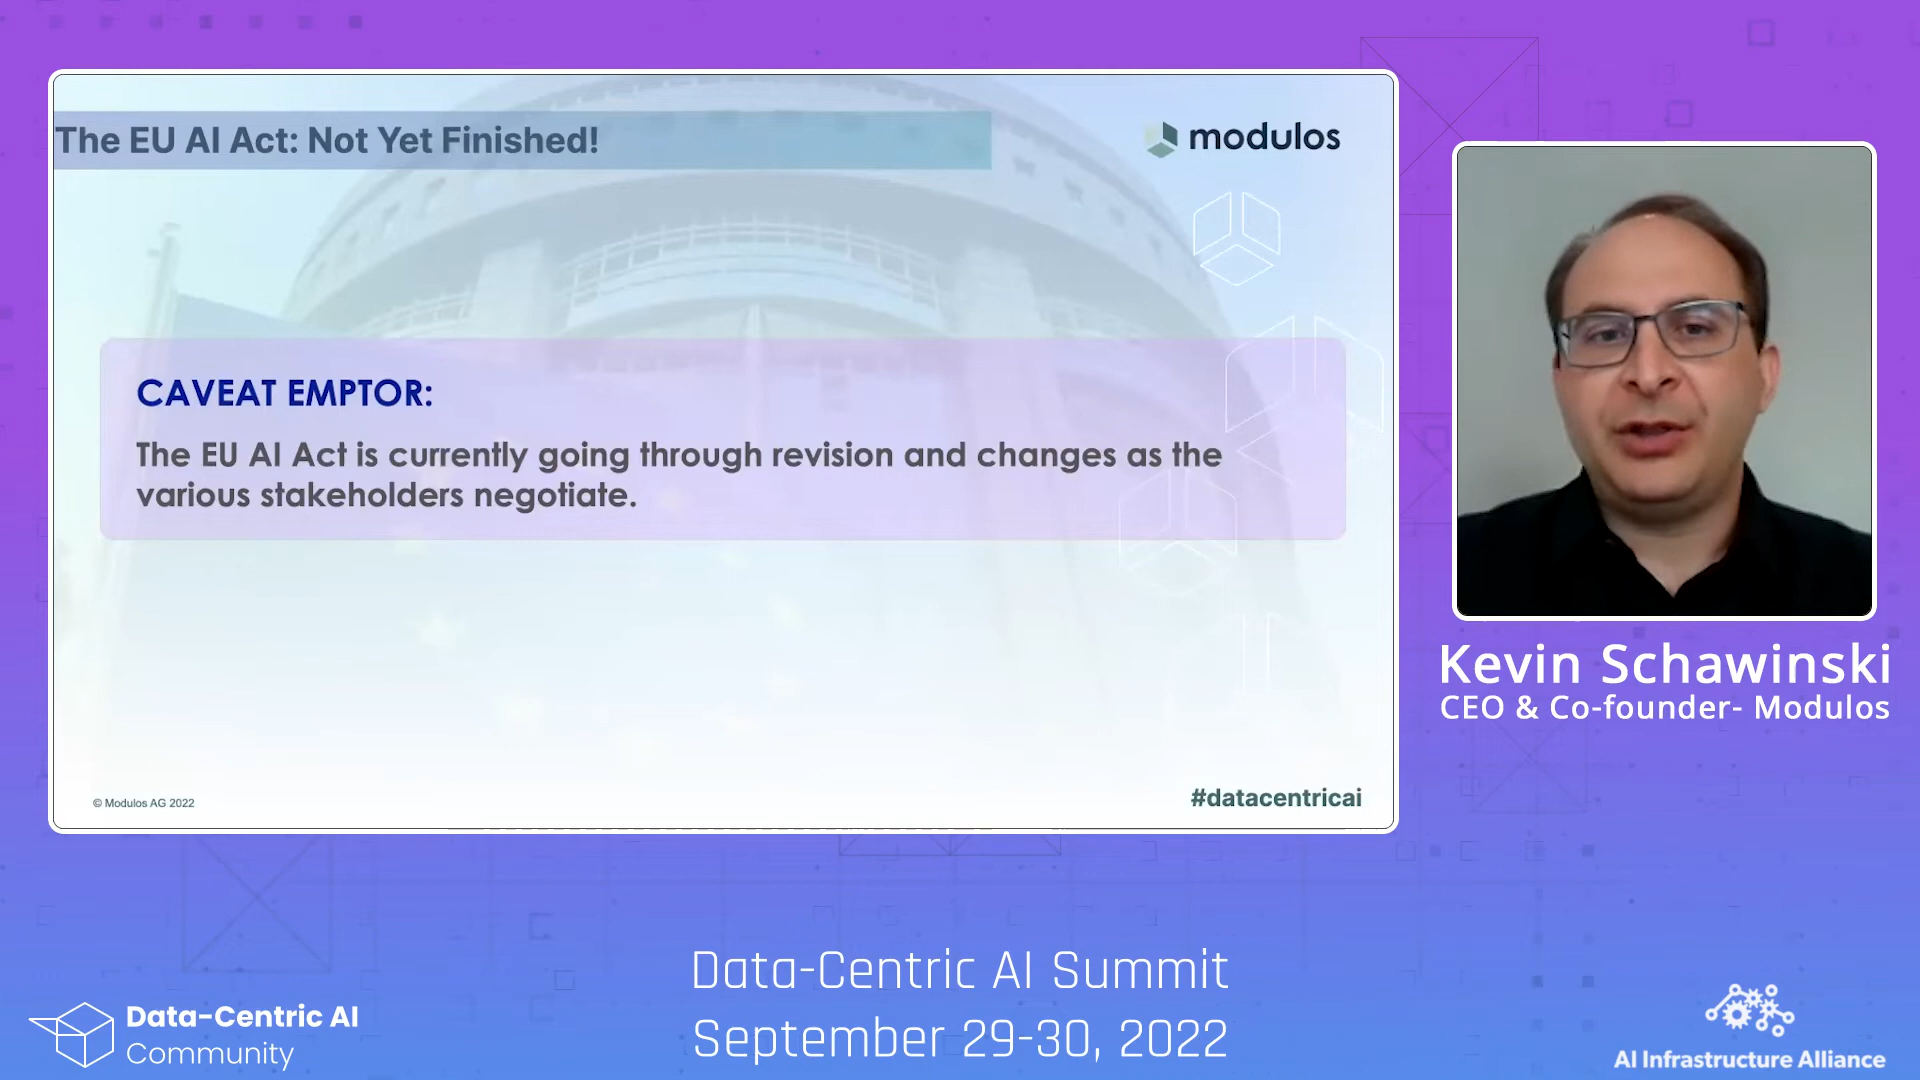 The EU AI Act: Not Yet Finished!
modulos
CAVEAT EMPTOR:
The EU AI Act is currently going through revision and changes as the
various stakeholders negotiate.
© Modulos AG 2022
#datacentricai
Kevin Schawinski
CEO & Co-founder- Modulos
Data-Centric AI Summit
September 29-30, 2022
Data-Centric AI
Community
AI Infrastructure Alliance